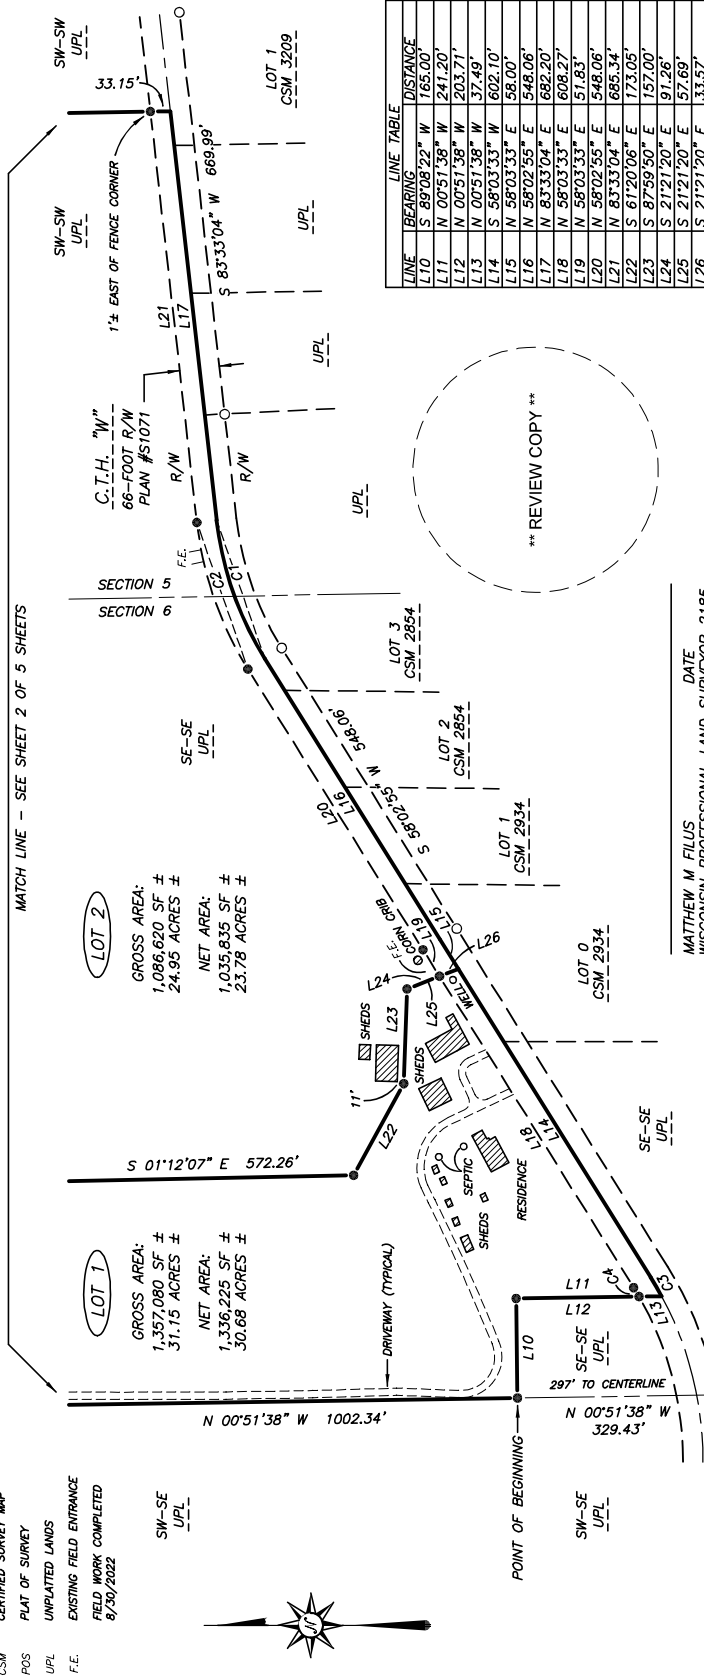 CSM CERTIFIED SURVEY MAP
POS PLAT OF SURVEY
UPL UNPLATTED LANDS
F.E. EXISTING FIELD ENTRANCE
FIELD WORK COMPLETED
8/30/2022
MATCH LINE - SEE SHEET 2 OF 5 SHEETS
SW-SE
UPL
LOT 1
GROSS AREA:
1,357,080 SF ±
31.15 ACRES ±
NET AREA:
1,336,225 SF ±
30.68 ACRES ±
N 00°51'38" W 1002.34'
DRIVEWAY (TYPICAL)
S 01°12'07" E 572.26'
LOT 2
GROSS AREA:
1,086,620 SF ±
24.95 ACRES ±
NET AREA:
1,035,835 SF ±
23.78 ACRES ±
SE-SE
UPL
SECTION 5
SECTION 6
C.T.H. "W"
66-FOOT R/W
PLAN #S1071
R/W
R/W
F.E.
C2
C1
SW-SW
UPL
1'± EAST OF FENCE CORNER
33.15'
SW-SW
UPL
L21
L17
S 83°33'04" W 669.99'
LOT 1
CSM 3209
UPL
UPL
UPL
L22
11'
L23
L24
L25
L26
SHEDS
SHEDS
F.E.
CORN CRIB
L19
L15
WELL
L20
L16
S 58°02'55" W 548.06'
LOT 3
CSM 2854
LOT 2
CSM 2854
LOT 1
CSM 2934
LOT 0
CSM 2934
SEPTIC
SHEDS
RESIDENCE
L18
L14
SE-SE
UPL
POINT OF BEGINNING
L10
L11
L12
C4
L13
C3
SE-SE
UPL
297' TO CENTERLINE
N 00°51'38" W
329.43'
SW-SE
UPL
N
** REVIEW COPY **
LINE TABLE
LINE BEARING DISTANCE
L10 S 89°08'22" W 165.00'
L11 N 00°51'38" W 241.20'
L12 N 00°51'38" W 203.71'
L13 N 00°51'38" W 37.49'
L14 S 58°03'33" W 602.10'
L15 N 58°03'33" E 58.00'
L16 N 58°02'55" E 548.06'
L17 N 83°33'04" E 682.20'
L18 N 58°03'33" E 608.27'
L19 N 58°03'33" E 51.83'
L20 N 58°02'55" E 548.06'
L21 N 83°33'04" E 685.34'
L22 S 61°20'06" E 173.05'
L23 S 87°59'50" E 157.00'
L24 S 21°21'20" E 91.26'
L25 S 21°21'20" E 57.69'
L26 S 21°21'20" E 33.57'
MATTHEW M FILUS DATE
WISCONSIN PROFESSIONAL LAND SURVEYOR 2185